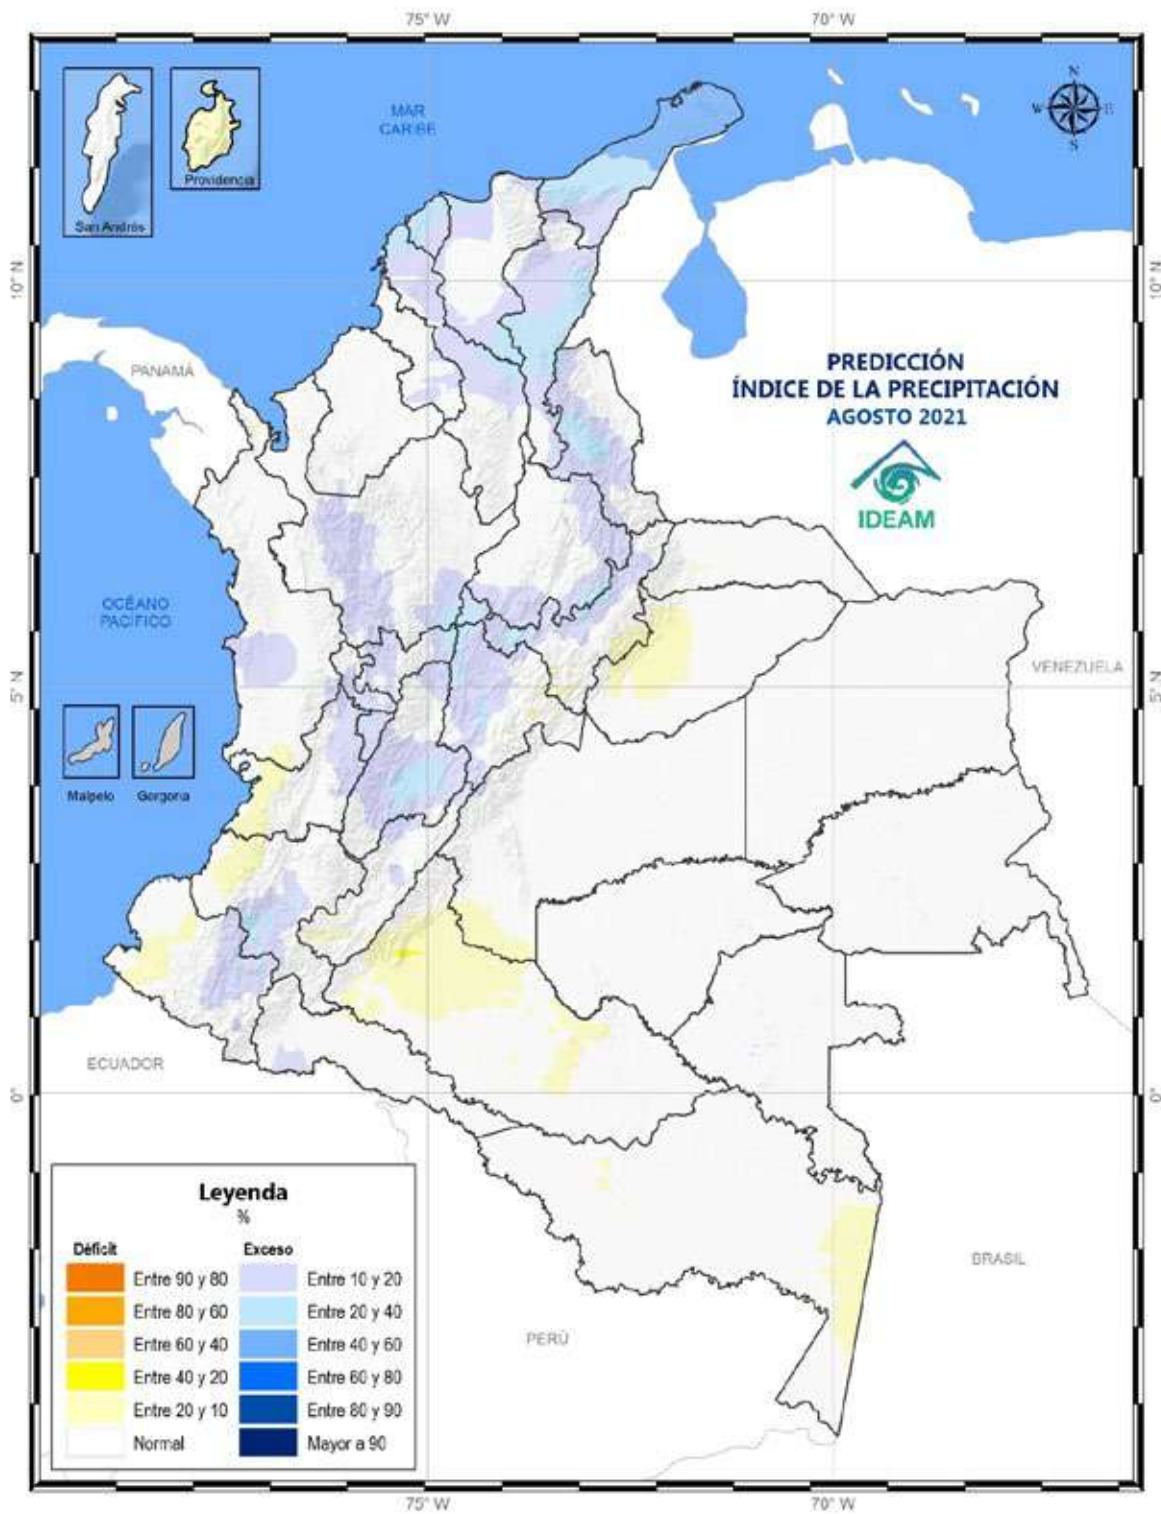 75° W
70° W
MAR
CARIBE
N
W
E
S
San Andrés
Providencia
10° N
10° N
PANAMÁ
PREDICCIÓN
ÍNDICE DE LA PRECIPITACIÓN
AGOSTO 2021
IDEAM
OCÉANO
PACÍFICO
VENEZUELA
5° N
5° N
Malpelo
Gorgona
ECUADOR
0°
0°
Leyenda
%
Déficit
Exceso
Entre 90 y 80
Entre 10 y 20
Entre 80 y 60
Entre 20 y 40
Entre 60 y 40
Entre 40 y 60
Entre 40 y 20
Entre 60 y 80
Entre 20 y 10
Entre 80 y 90
Normal
Mayor a 90
BRASIL
PERÚ
75° W
70° W